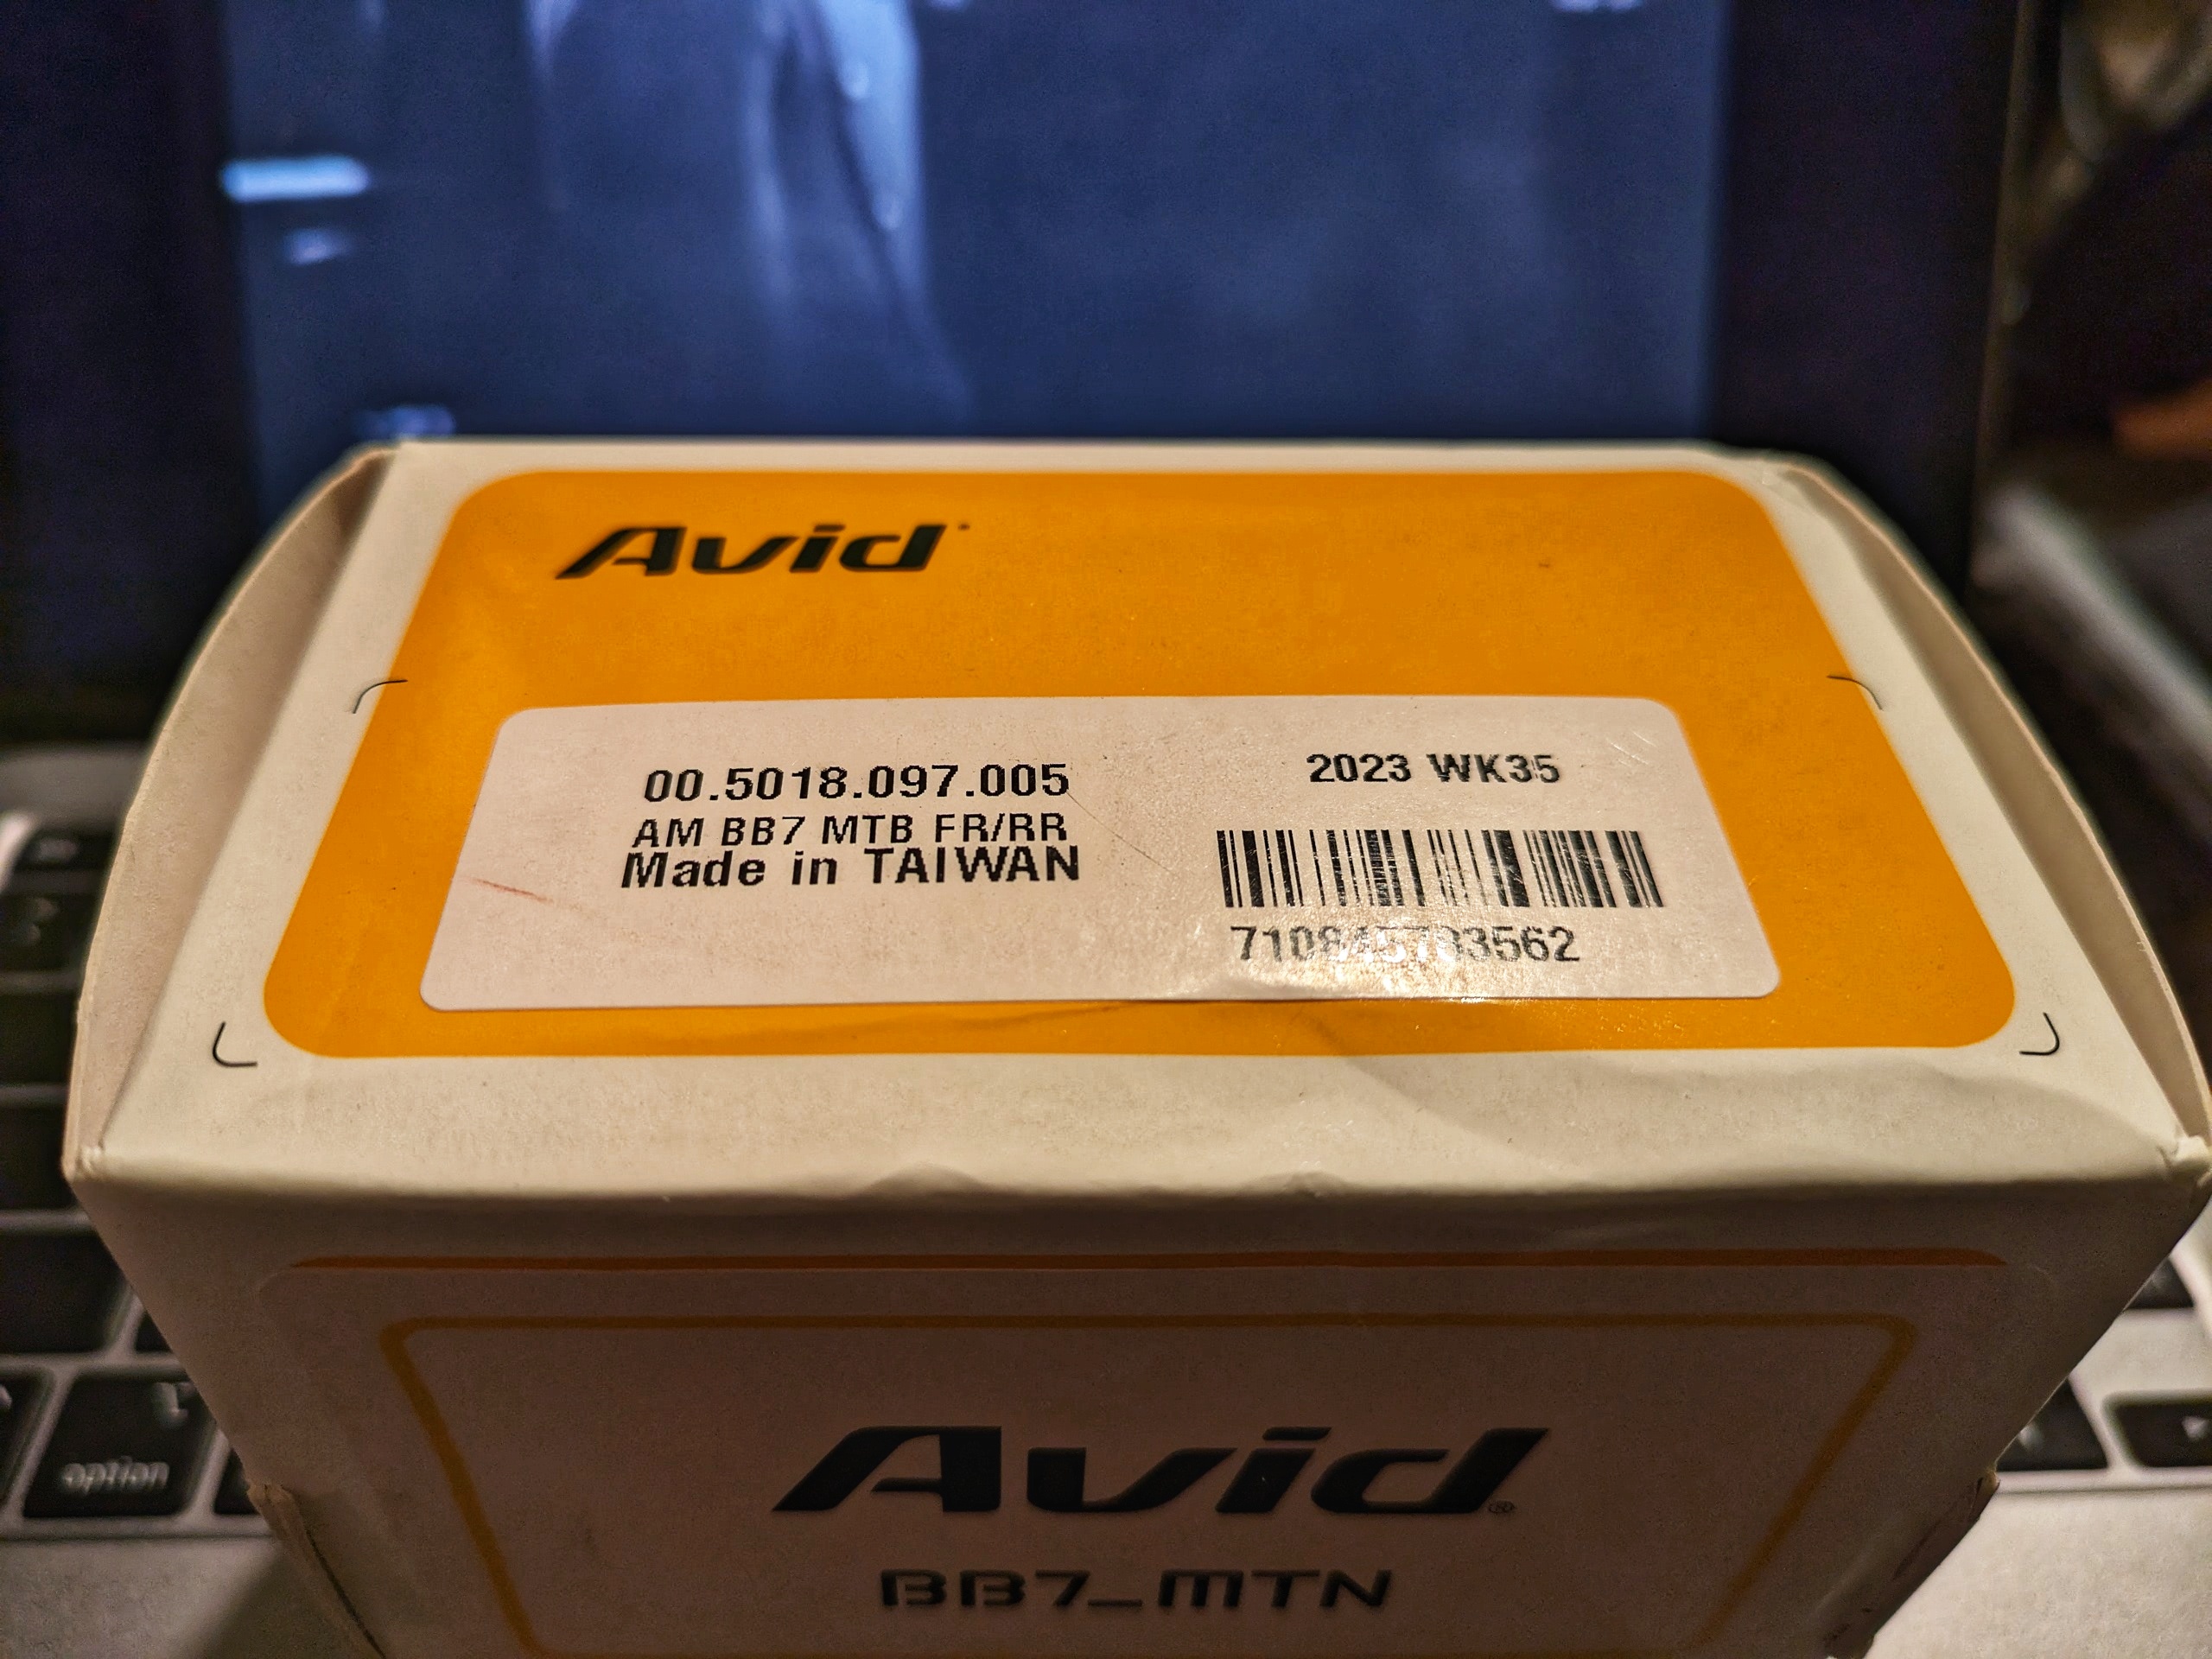 Avid
00.5018.097.005
AM BB7 MTB FR/RR
Made in TAIWAN
2023 WK35
Avid®
BB7_MTN
option